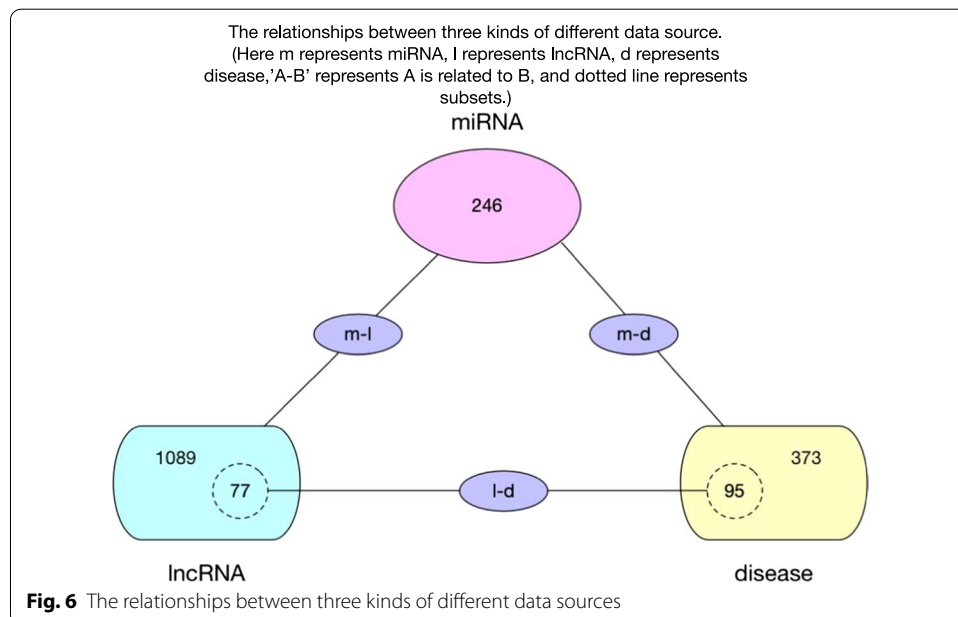 The relationships between three kinds of different data source.
(Here m represents miRNA, l represents lncRNA, d represents
disease,'A-B' represents A is related to B, and dotted line represents
subsets.)
miRNA
246
m-l
m-d
1089
77
l-d
373
95
lncRNA
disease
Fig. 6 The relationships between three kinds of different data sources